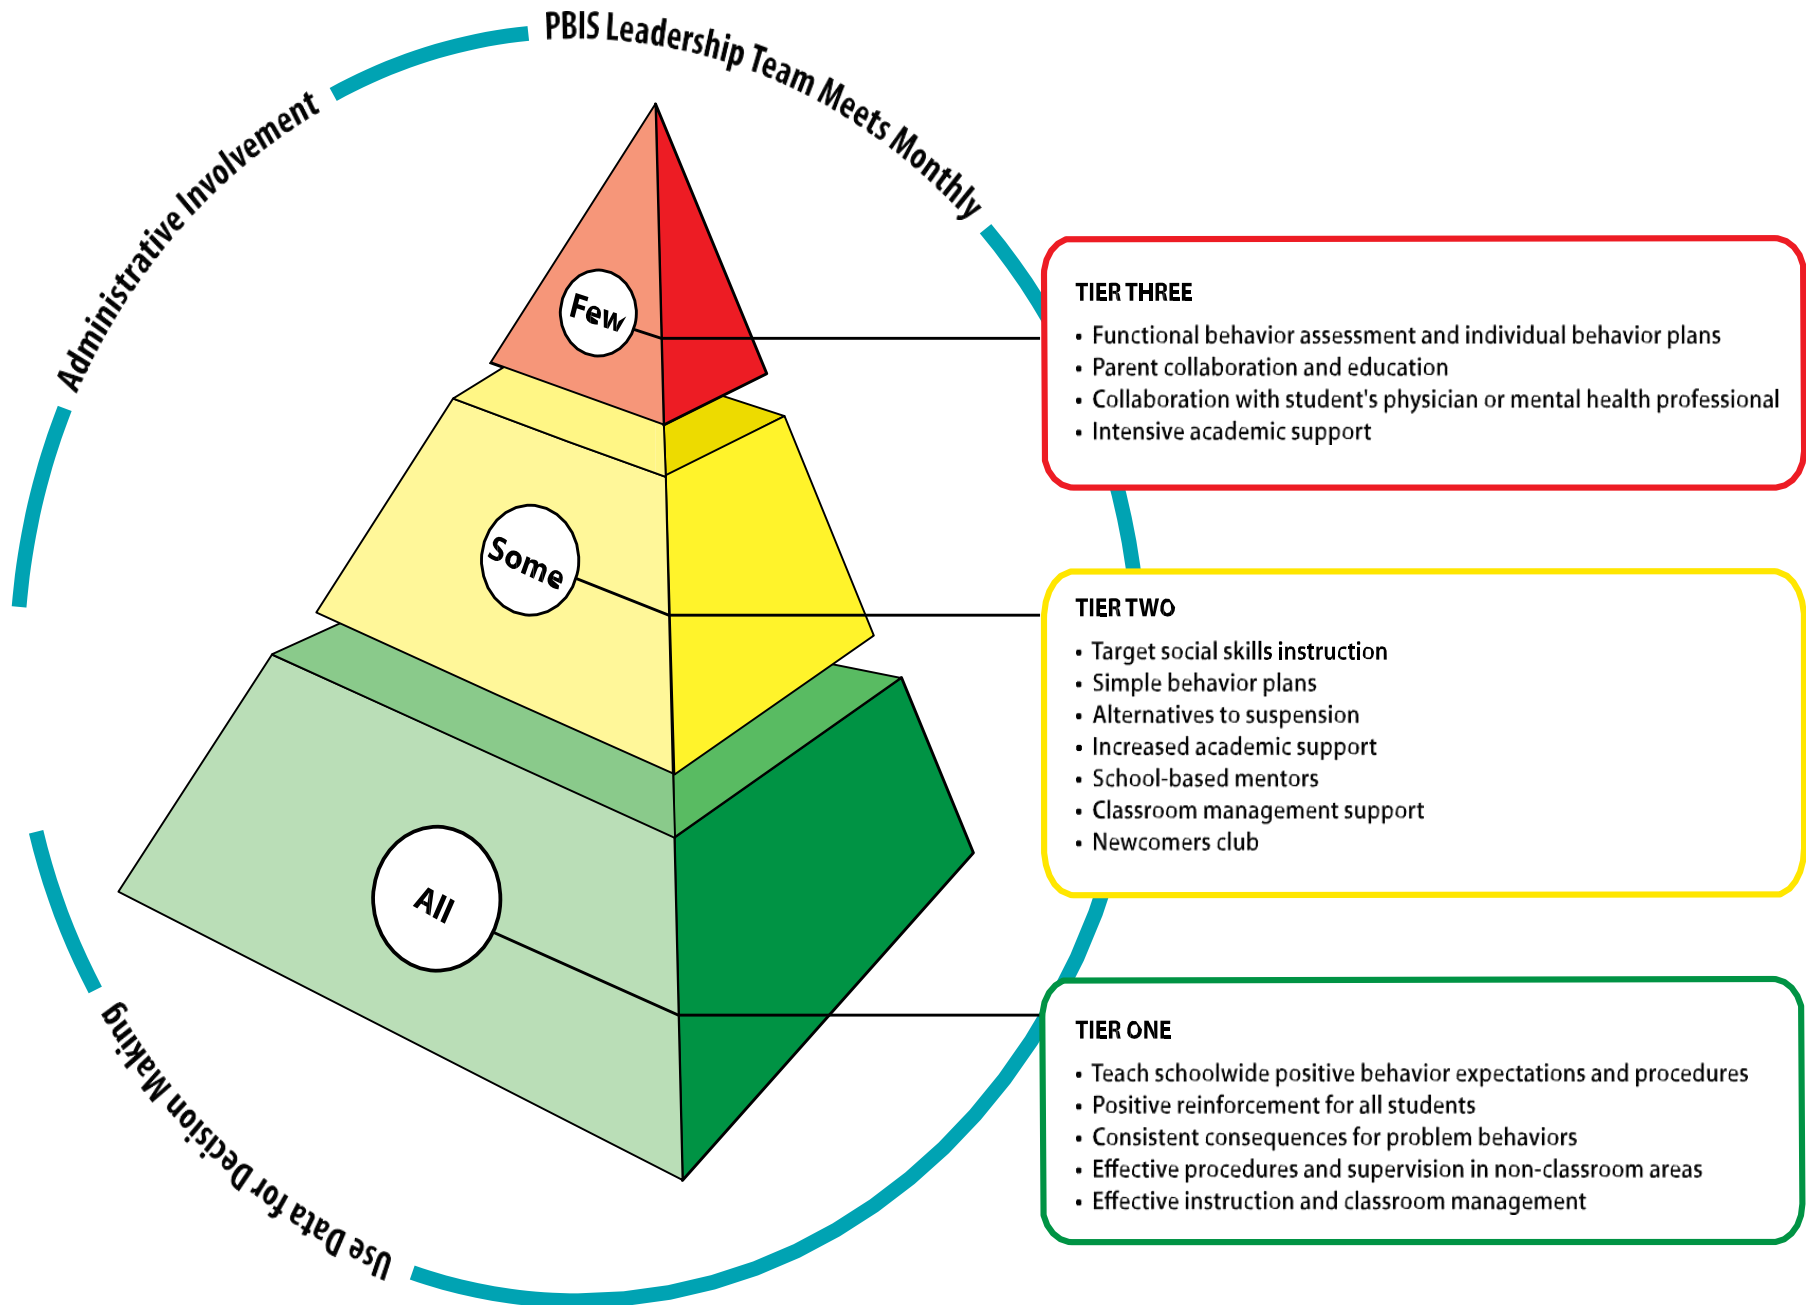 PBIS Leadership Team Meets Monthly
Administrative Involvement
Use Data for Decision Making
Few
Some
All
TIER THREE
• Functional behavior assessment and individual behavior plans
• Parent collaboration and education
• Collaboration with student's physician or mental health professional
• Intensive academic support
TIER TWO
• Target social skills instruction
• Simple behavior plans
• Alternatives to suspension
• Increased academic support
• School-based mentors
• Classroom management support
• Newcomers club
TIER ONE
• Teach schoolwide positive behavior expectations and procedures
• Positive reinforcement for all students
• Consistent consequences for problem behaviors
• Effective procedures and supervision in non-classroom areas
• Effective instruction and classroom management